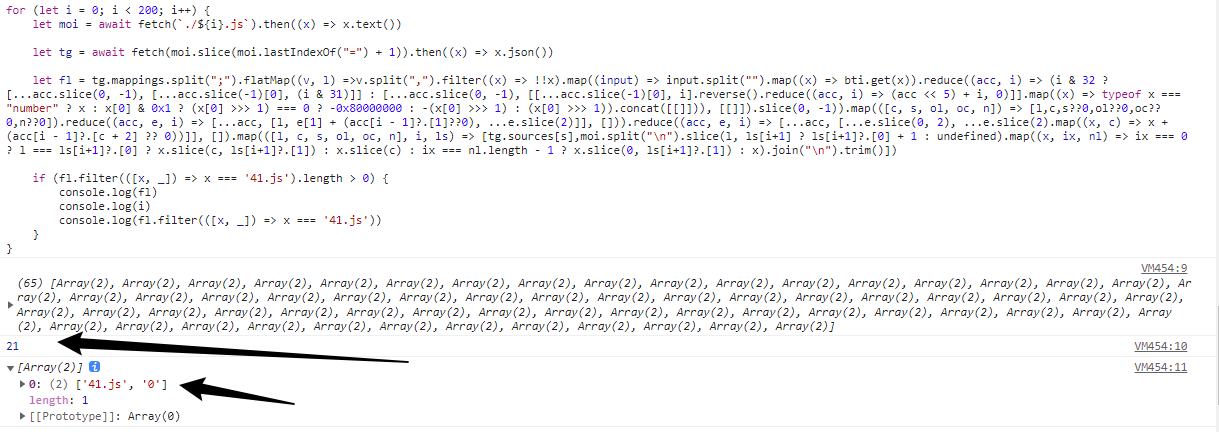 for (let i = 0; i < 200; i++) {
let moi = await fetch(`./${i}.js`).then((x) => x.text())
let tg = await fetch(moi.slice(moi.lastIndexOf("=") + 1)).then((x) => x.json())
let fl = tg.mappings.split(";").flatMap((v, l) =>v.split(",").filter((x) => !!x).map((input) => input.split("").map((x) => bti.get(x)).reduce((acc, i) => (i & 32 ?
[...acc.slice(0, -1), [...acc.slice(-1)[0], (i & 31)]] : [...acc.slice(0, -1), [[...acc.slice(-1)[0], i].reverse().reduce((acc, i) => (acc << 5) + i, 0)]].map((x) => typeof x ===
"number" ? x : x[0] & 0x1 ? (x[0] >>> 1) === 0 ? -0x80000000 : -(x[0] >>> 1) : (x[0] >>> 1)).concat([[]])), [[]]).slice(0, -1)).map(([c, s, ol, oc, n]) => [l,c,s??0,ol??0,oc??
0,n??0]).reduce((acc, e, i) => [...acc, [l, e[1] + (acc[i - 1]?.[1]??0), ...e.slice(2)]], [])).reduce((acc, e, i) => [...acc, [...e.slice(0, 2), ...e.slice(2).map((x, c) => x +
(acc[i - 1]?.[c + 2] ?? 0))]], []).map(([l, c, s, ol, oc, n], i, ls) => [tg.sources[s],moi.split("\n").slice(l, ls[i+1] ? ls[i+1]?.[0] + 1 : undefined).map((x, ix, nl) => ix === 0
? l === ls[i+1]?.[0] ? x.slice(c, ls[i+1]?.[1]) : x.slice(c) : ix === nl.length - 1 ? x.slice(0, ls[i+1]?.[1]) : x).join("\n").trim()])
if (fl.filter(([x, _]) => x === '41.js').length > 0) {
console.log(fl)
console.log(i)
console.log(fl.filter(([x, _]) => x === '41.js'))
}
}
VM454:9
(65) [Array(2), Array(2), Array(2), Array(2), Array(2), Array(2), Array(2), Array(2), Array(2), Array(2), Array(2), Array(2), Array(2), Array(2), Array(2), Array(2), Array(2), Ar
ray(2), Array(2), Array(2), Array(2), Array(2), Array(2), Array(2), Array(2), Array(2), Array(2), Array(2), Array(2), Array(2), Array(2), Array(2), Array(2), Array(2), Array(2),
Array(2), Array(2), Array(2), Array(2), Array(2), Array(2), Array(2), Array(2), Array(2), Array(2), Array(2), Array(2), Array(2), Array(2), Array(2), Array(2), Array(2), Array
(2), Array(2), Array(2), Array(2), Array(2), Array(2), Array(2), Array(2), Array(2), Array(2), Array(2), Array(2), Array(2)]
21 VM454:10
[Array(2)] i VM454:11
0: (2) ['41.js', '0']
length: 1
[[Prototype]]: Array(0)